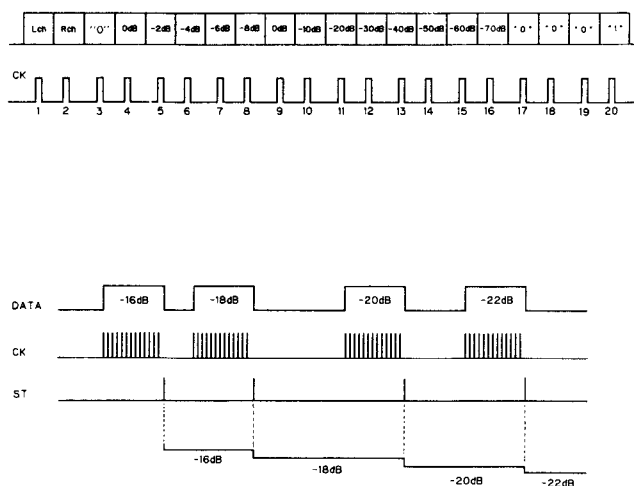 Lch Rch "0" 0dB -2dB -4dB -6dB -8dB 0dB -10dB -20dB -30dB -40dB -50dB -60dB -70dB "0" "0" "0" "1"
CK
1 2 3 4 5 6 7 8 9 10 11 12 13 14 15 16 17 18 19 20
DATA -16dB -18dB -20dB -22dB
CK
ST
-16dB
-18dB
-20dB
-22dB